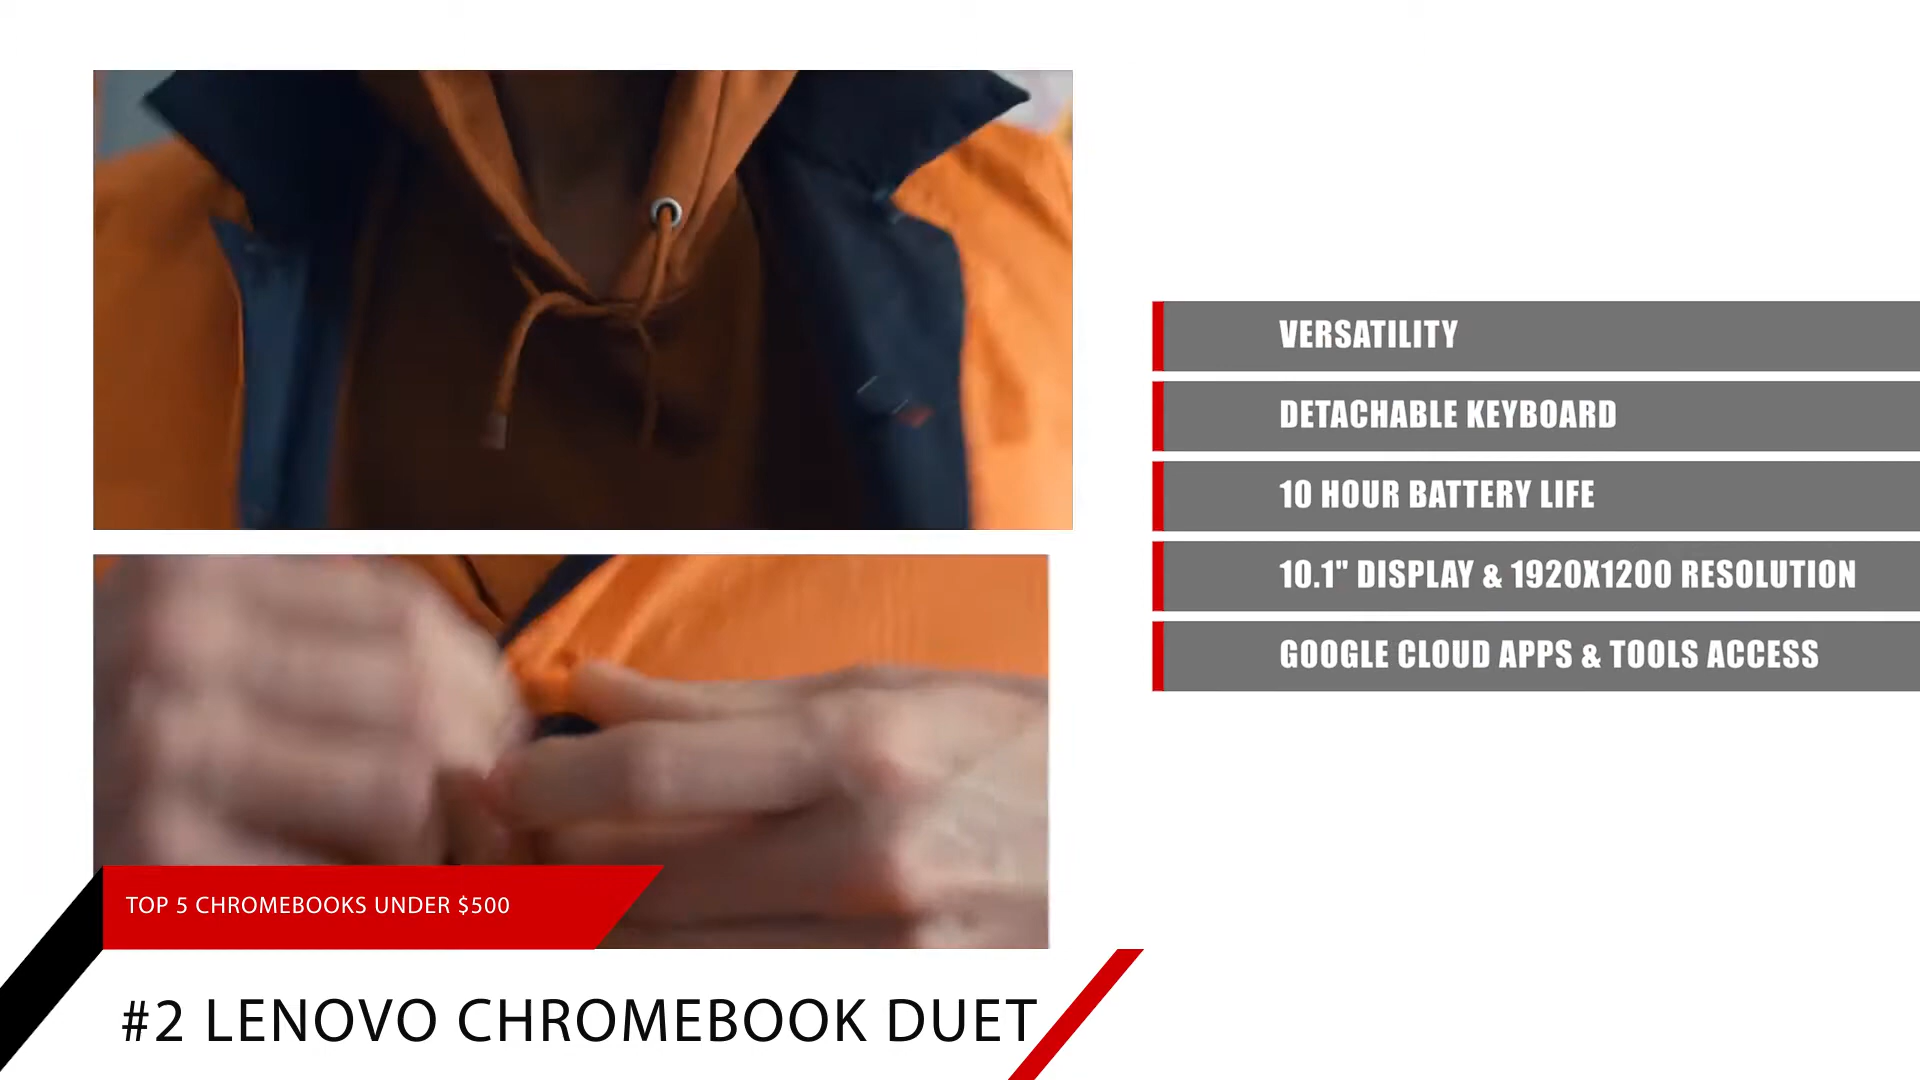 VERSATILITY
DETACHABLE KEYBOARD
10 HOUR BATTERY LIFE
10.1" DISPLAY & 1920X1200 RESOLUTION
GOOGLE CLOUD APPS & TOOLS ACCESS
TOP 5 CHROMEBOOKS UNDER $500
#2 LENOVO CHROMEBOOK DUET